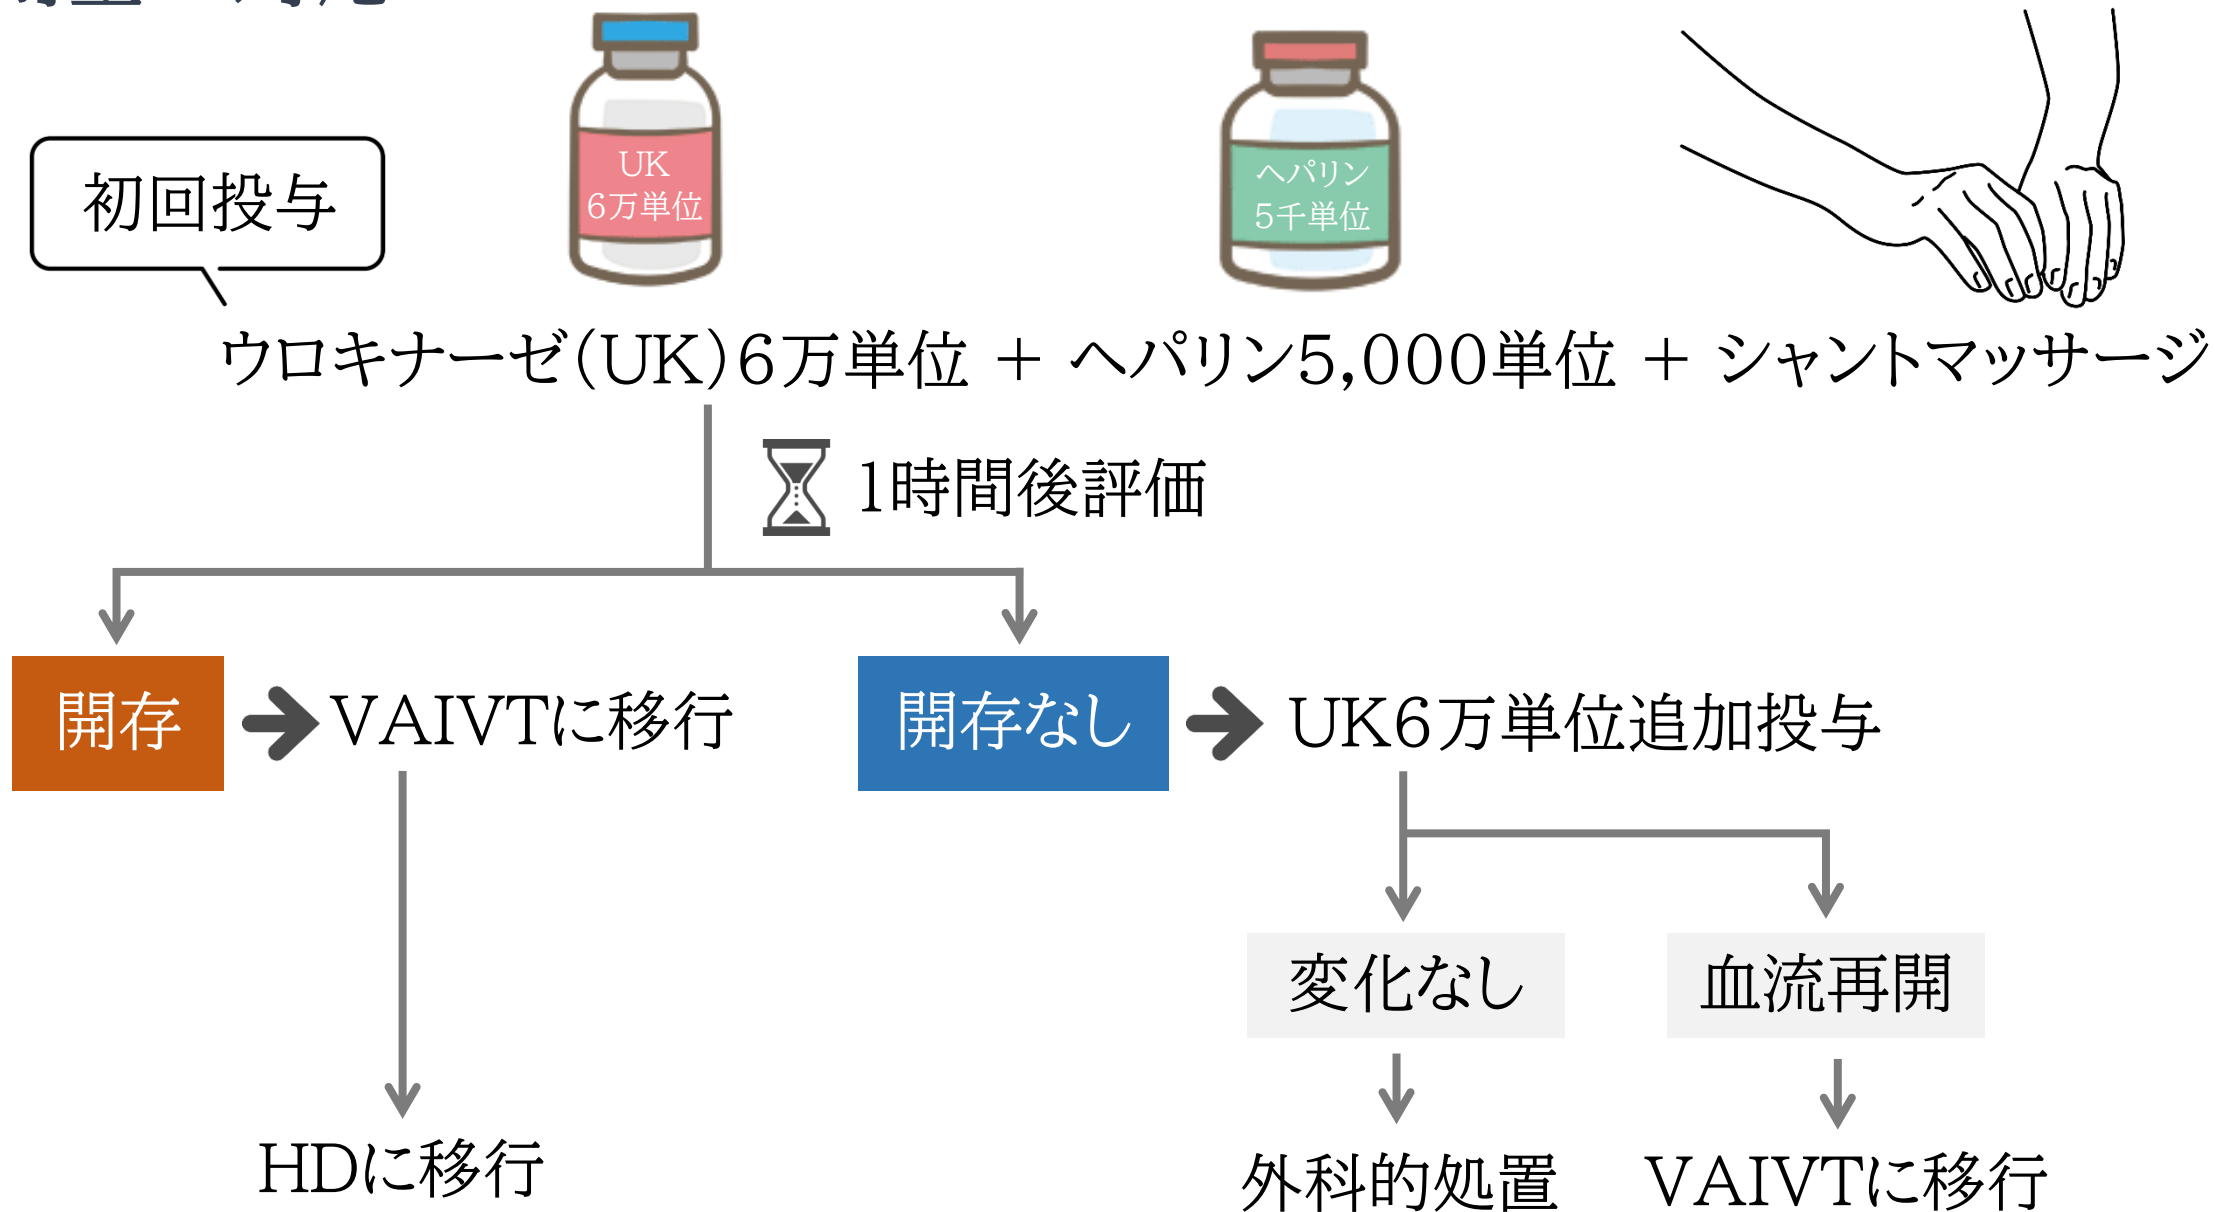 UK
6万単位
ヘパリン
5千単位
初回投与
ウロキナーゼ(UK)6万単位 + ヘパリン5,000単位 + シャントマッサージ
1時間後評価
開存
VAIVTに移行
開存なし
UK6万単位追加投与
変化なし
血流再開
HDに移行
外科的処置
VAIVTに移行